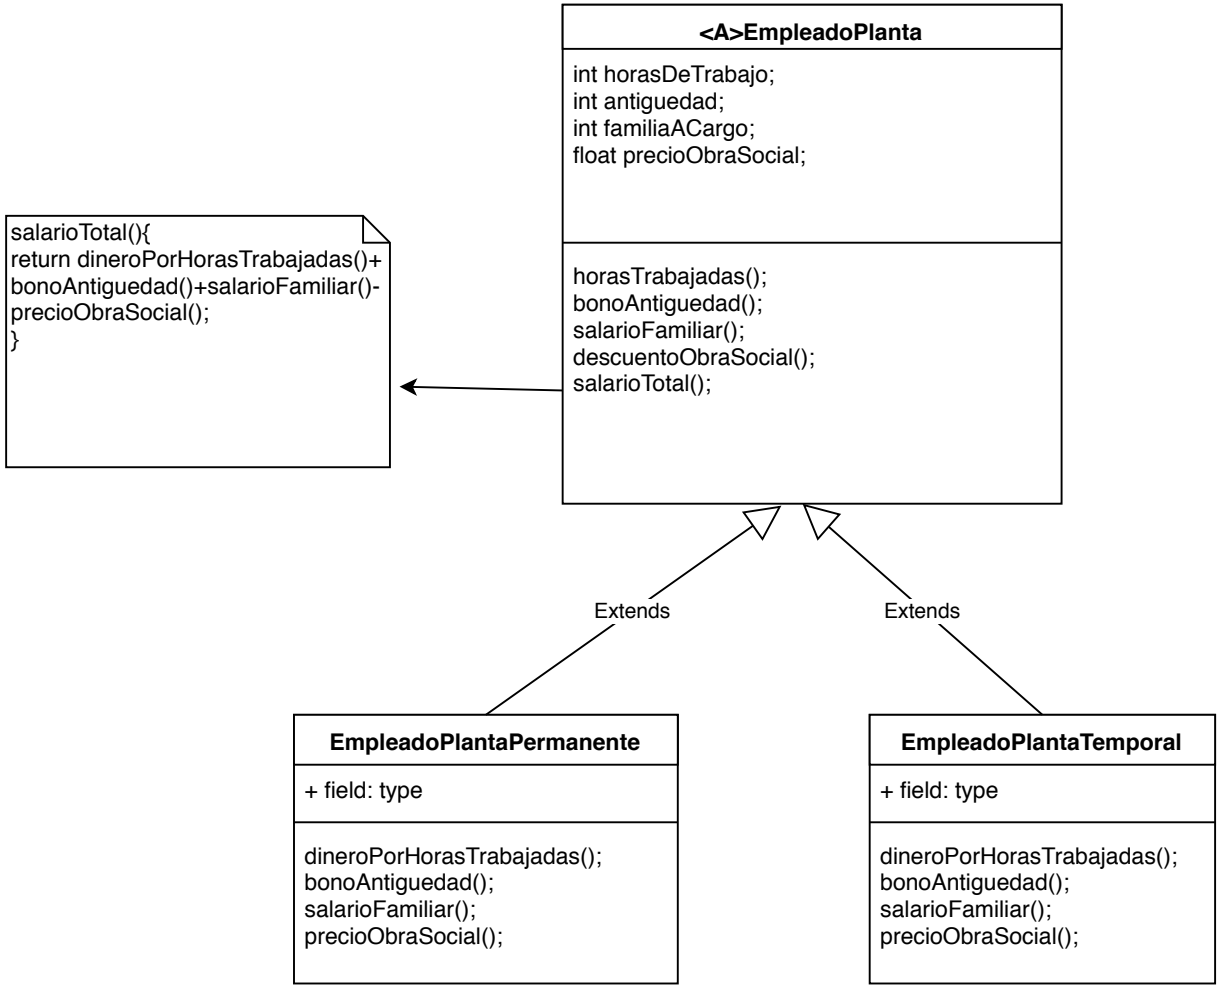 <A>EmpleadoPlanta
int horasDeTrabajo;
int antiguedad;
int familiaACargo;
float precioObraSocial;
horasTrabajadas();
bonoAntiguedad();
salarioFamiliar();
descuentoObraSocial();
salarioTotal();
salarioTotal(){
return dineroPorHorasTrabajadas()+
bonoAntiguedad()+salarioFamiliar()-
precioObraSocial();
}
Extends
Extends
EmpleadoPlantaPermanente
+ field: type
dineroPorHorasTrabajadas();
bonoAntiguedad();
salarioFamiliar();
precioObraSocial();
EmpleadoPlantaTemporal
+ field: type
dineroPorHorasTrabajadas();
bonoAntiguedad();
salarioFamiliar();
precioObraSocial();